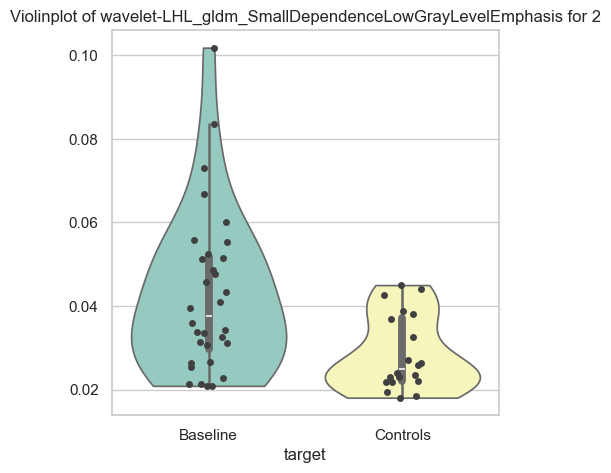 Violinplot of wavelet-LHL_gldm_SmallDependenceLowGrayLevelEmphasis for 2
0.10
0.08
0.06
0.04
0.02
Baseline Controls
target